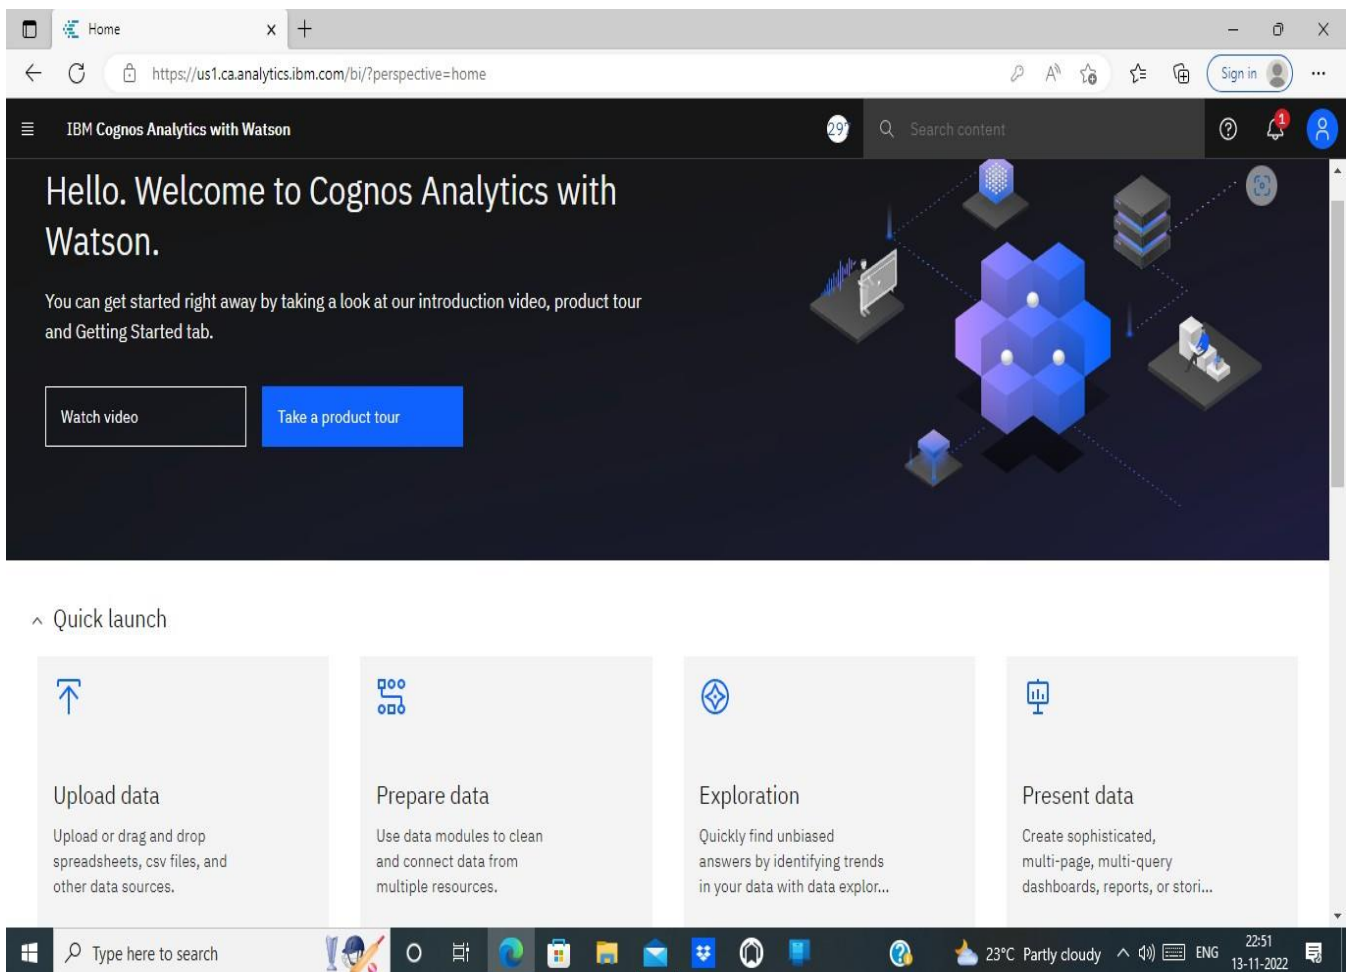 Home
https://us1.ca.analytics.ibm.com/bi/?perspective=home
Sign in
IBM Cognos Analytics with Watson
297
Search content
1
Hello. Welcome to Cognos Analytics with
Watson.
You can get started right away by taking a look at our introduction video, product tour
and Getting Started tab.
Watch video
Take a product tour
Quick launch
Upload data
Upload or drag and drop
spreadsheets, csv files, and
other data sources.
Prepare data
Use data modules to clean
and connect data from
multiple resources.
Exploration
Quickly find unbiased
answers by identifying trends
in your data with data explor...
Present data
Create sophisticated,
multi-page, multi-query
dashboards, reports, or stori...
Type here to search
23°C Partly cloudy
ENG
22:51
13-11-2022